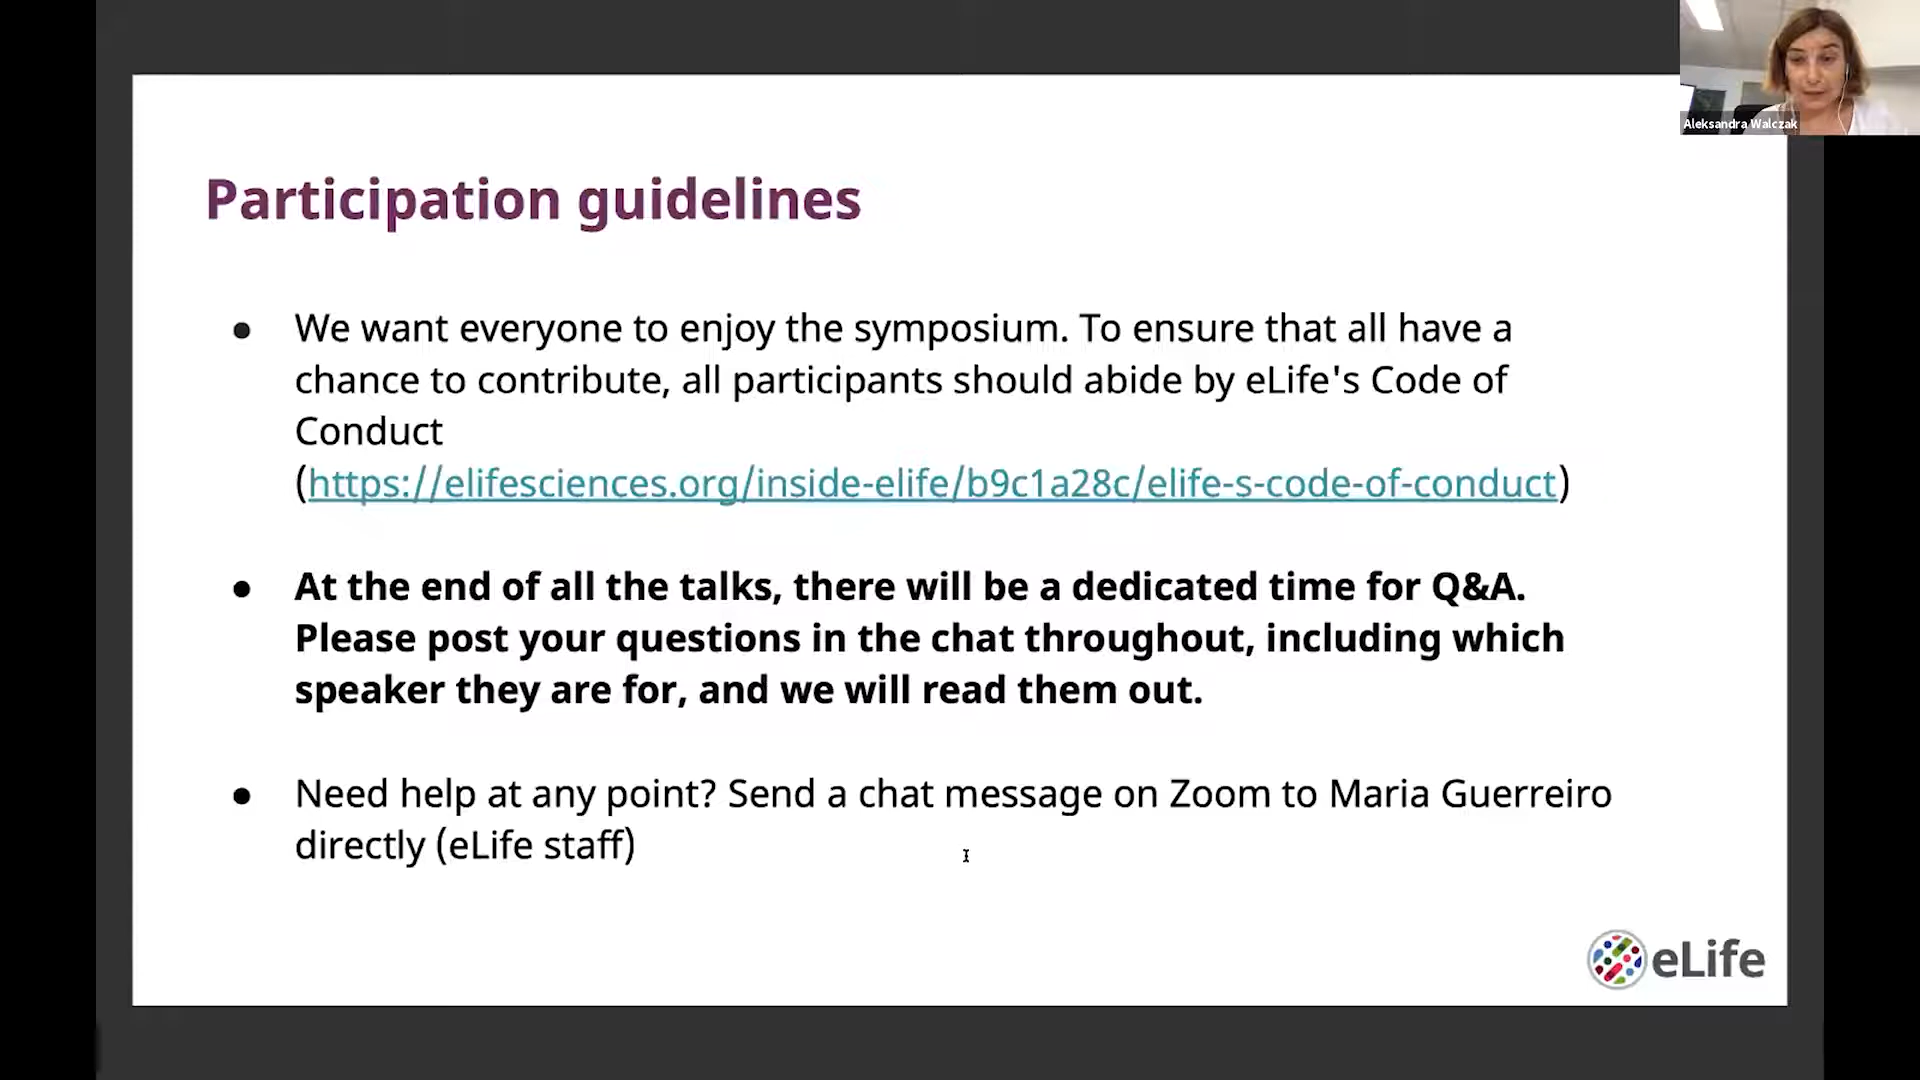 Aleksandra Walczak
Participation guidelines
● We want everyone to enjoy the symposium. To ensure that all have a
chance to contribute, all participants should abide by eLife's Code of
Conduct
(https://elifesciences.org/inside-elife/b9c1a28c/elife-s-code-of-conduct)
● At the end of all the talks, there will be a dedicated time for Q&A.
Please post your questions in the chat throughout, including which
speaker they are for, and we will read them out.
● Need help at any point? Send a chat message on Zoom to Maria Guerreiro
directly (eLife staff)
eLife